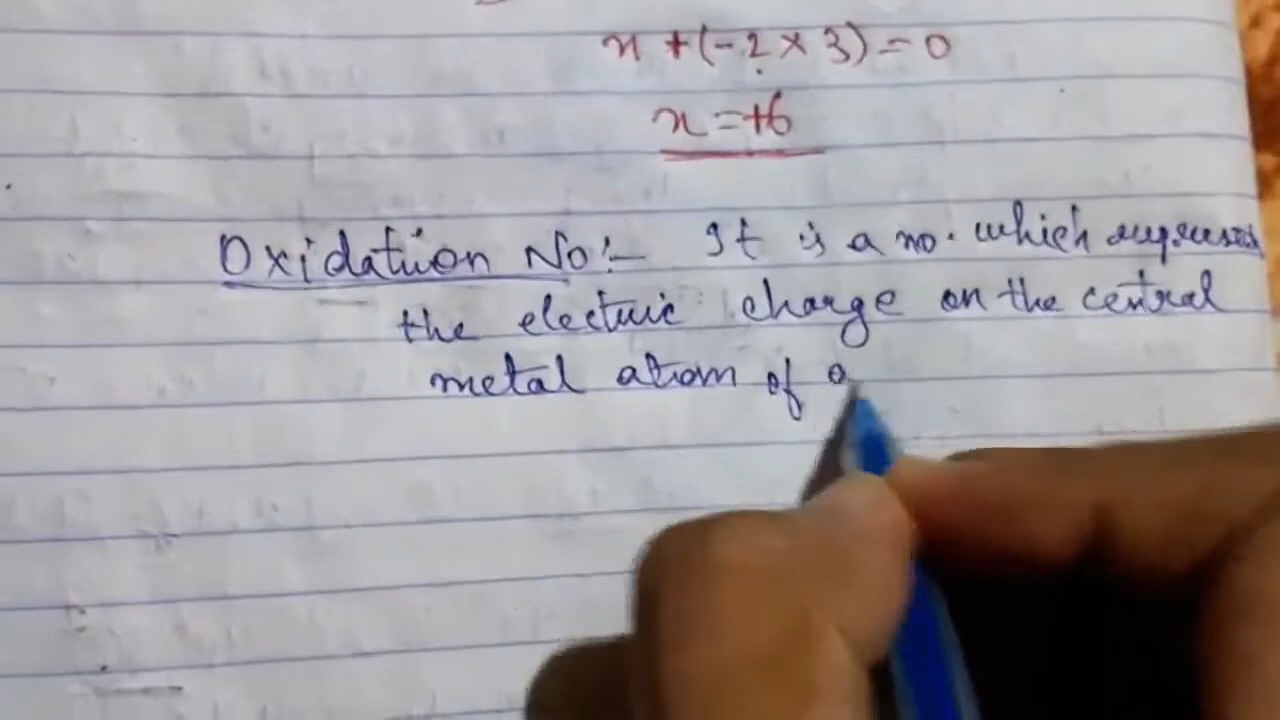 x + (-2 × 3) = 0
x = +6
Oxidation No:- It is a no. which represents
the electric charge on the central
metal atom of a